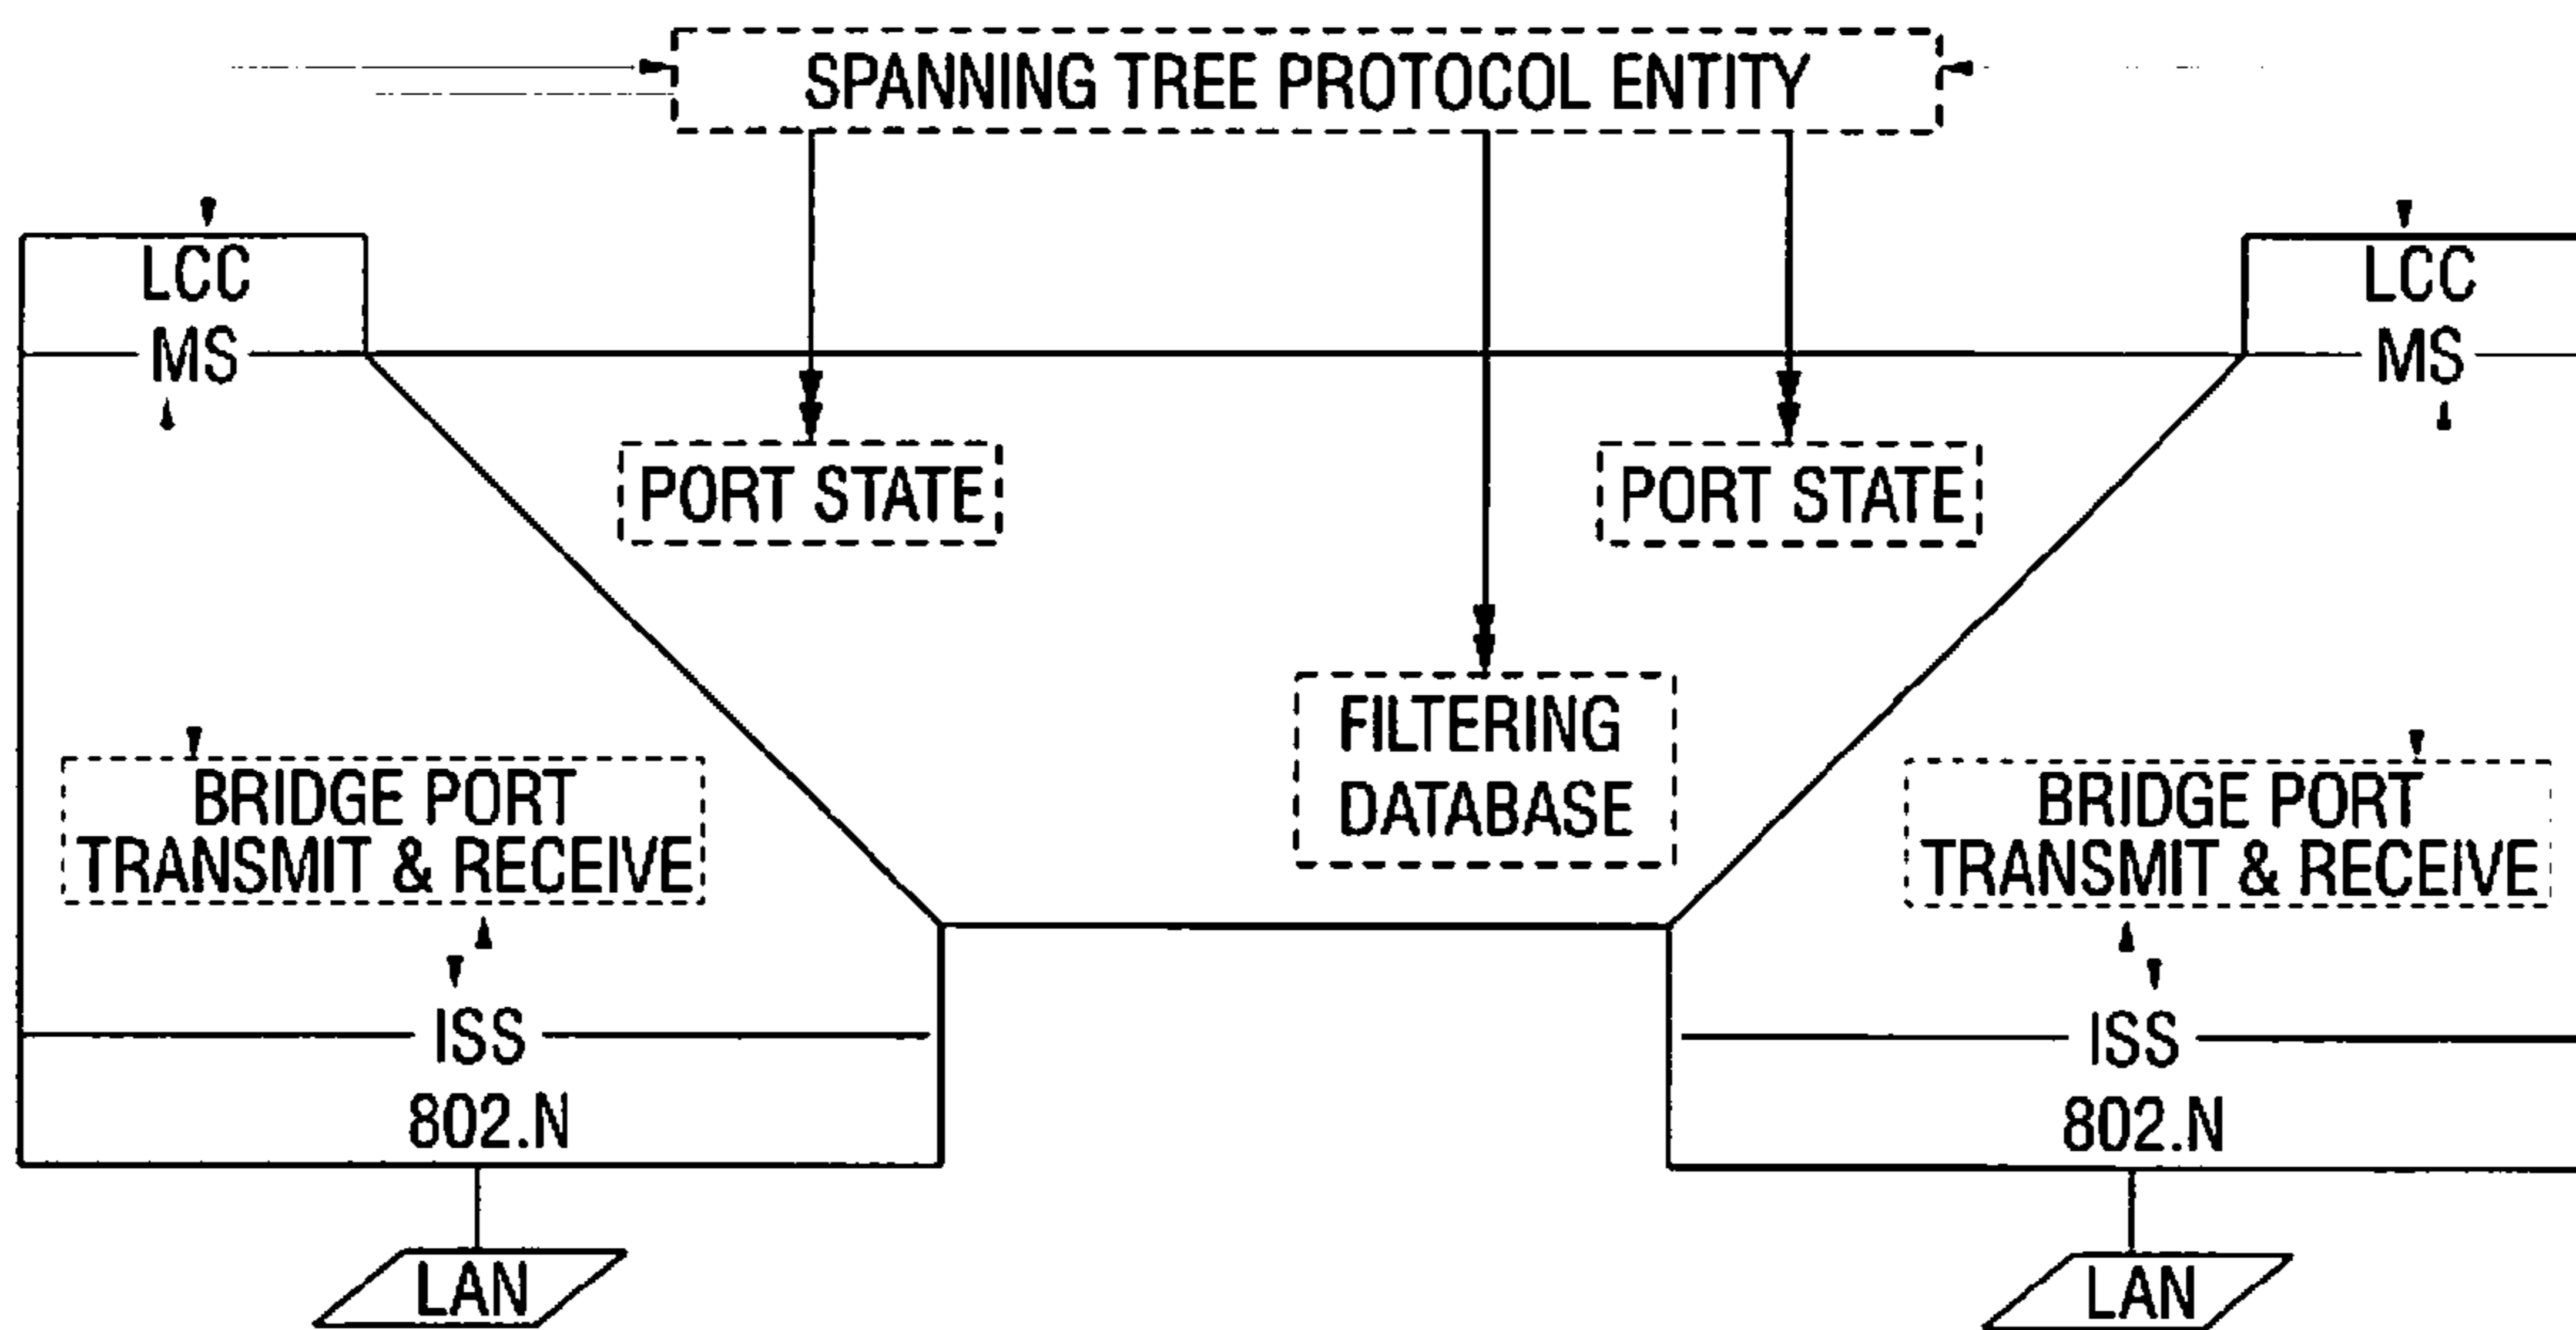 SPANNING TREE PROTOCOL ENTITY
LCC
LCC
MS
MS
PORT STATE
PORT STATE
FILTERING
DATABASE
BRIDGE PORT
TRANSMIT & RECEIVE
BRIDGE PORT
TRANSMIT & RECEIVE
ISS
ISS
802.N
802.N
LAN
LAN